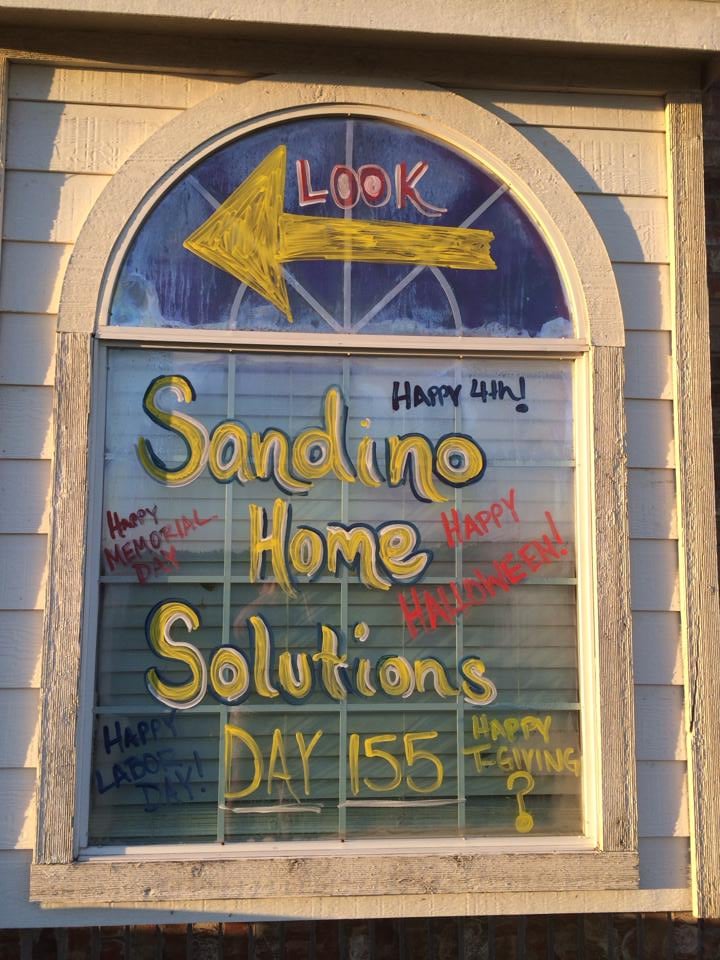 LOOK
HAPPY 4th!
Sandino
HAPPY
MEMORIAL
DAY
Home
HAPPY
HALLOWEEN!
Solutions
HAPPY
LABOR
DAY!
DAY 155
HAPPY
T-GIVING
?